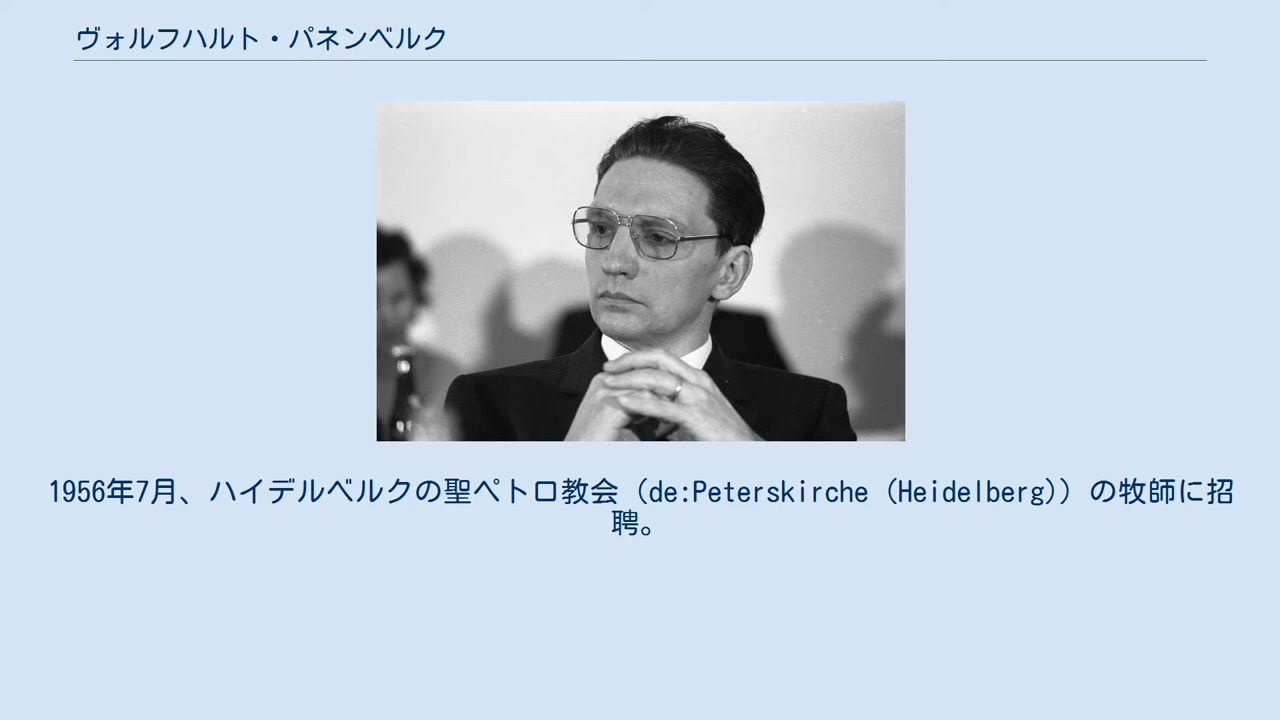 ヴォルフハルト・パネンベルク
1956年7月、ハイデルベルクの聖ペトロ教会（de:Peterskirche（Heidelberg)）の牧師に招
聘。